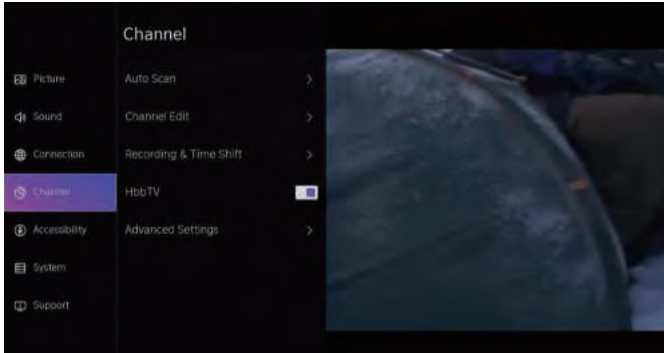 Channel
Picture
Sound
Connection
Channel
Accessibility
System
Support
Auto Scan
Channel Edit
Recording & Time Shift
HbbTV
Advanced Settings